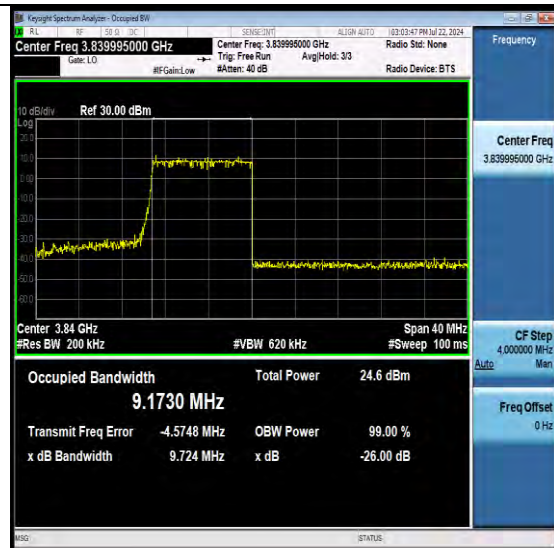 Keysight Spectrum Analyzer - Occupied BW
RL RF 50 Ω DC SENSE:INT ALIGN AUTO 03:03:47 PM Jul 22, 2024
Center Freq 3.839995000 GHz
Gate: LO
#IFGain:Low
Center Freq: 3.839995000 GHz
Trig: Free Run Avg|Hold: 3/3
#Atten: 40 dB
Radio Std: None
Radio Device: BTS
Frequency
10 dB/div Ref 30.00 dBm
Log
20.0
10.0
0.00
-10.0
-20.0
-30.0
-40.0
-50.0
-60.0
Center Freq
3.839995000 GHz
Center 3.84 GHz Span 40 MHz
#Res BW 200 kHz #VBW 620 kHz #Sweep 100 ms
CF Step
4.000000 MHz
Auto Man
Occupied Bandwidth Total Power 24.6 dBm
9.1730 MHz
Transmit Freq Error -4.5748 MHz OBW Power 99.00 %
x dB Bandwidth 9.724 MHz x dB -26.00 dB
Freq Offset
0 Hz
MSG STATUS